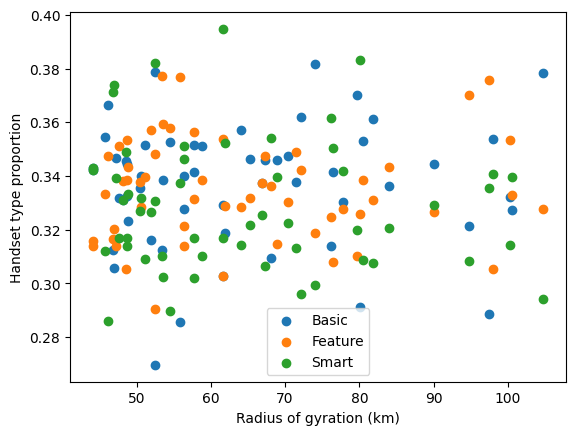 0.40
0.38
0.36
0.34
0.32
0.30
0.28
Handset type proportion
Basic
Feature
Smart
50 60 70 80 90 100
Radius of gyration (km)